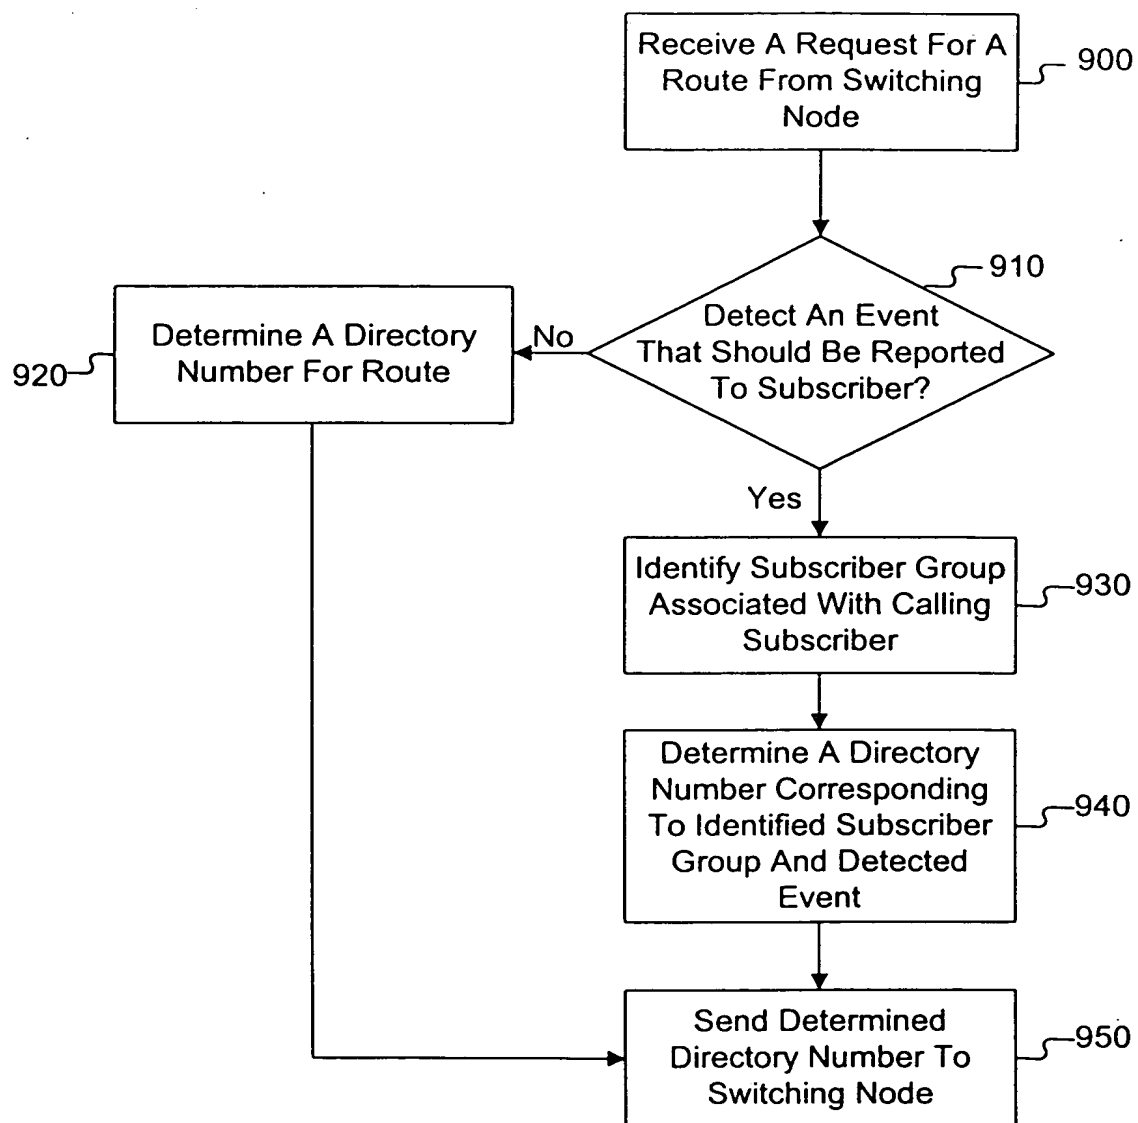 Receive A Request For A
Route From Switching
Node
900
910
Detect An Event
That Should Be Reported
To Subscriber?
No
Determine A Directory
Number For Route
920
Yes
Identify Subscriber Group
Associated With Calling
Subscriber
930
Determine A Directory
Number Corresponding
To Identified Subscriber
Group And Detected
Event
940
Send Determined
Directory Number To
Switching Node
950